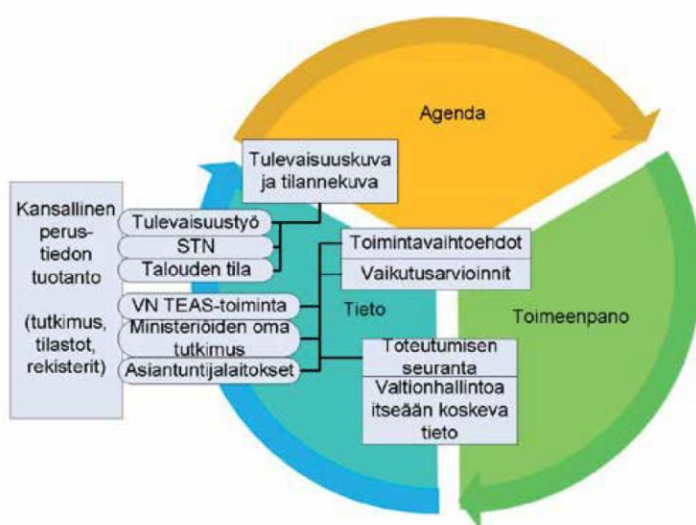 Agenda
Tulevaisuuskuva
ja tilannekuva
Kansallinen
perus-
tiedon
tuotanto
(tutkimus,
tilastot,
rekisterit)
Tulevaisuustyö
STN
Talouden tila
VN TEAS-toiminta
Ministeriöiden oma
tutkimus
Asiantuntijalaitokset
Tieto
Toimintavaihtoehdot
Vaikutusarvioinnit
Toteutumisen
seuranta
Valtionhallintoa
itseään koskeva
tieto
Toimeenpano